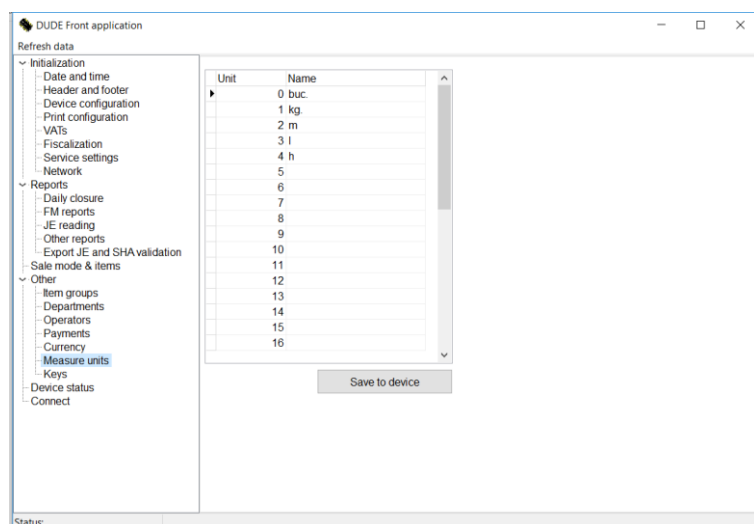 DUDE Front application
Refresh data
Initialization
Date and time
Header and footer
Device configuration
Print configuration
VATs
Fiscalization
Service settings
Network
Reports
Daily closure
FM reports
JE reading
Other reports
Export JE and SHA validation
Sale mode & items
Other
Item groups
Departments
Operators
Payments
Currency
Measure units
Keys
Device status
Connect
Unit Name
0 buc.
1 kg.
2 m
3 l
4 h
5
6
7
8
9
10
11
12
13
14
15
16
Save to device
Status: